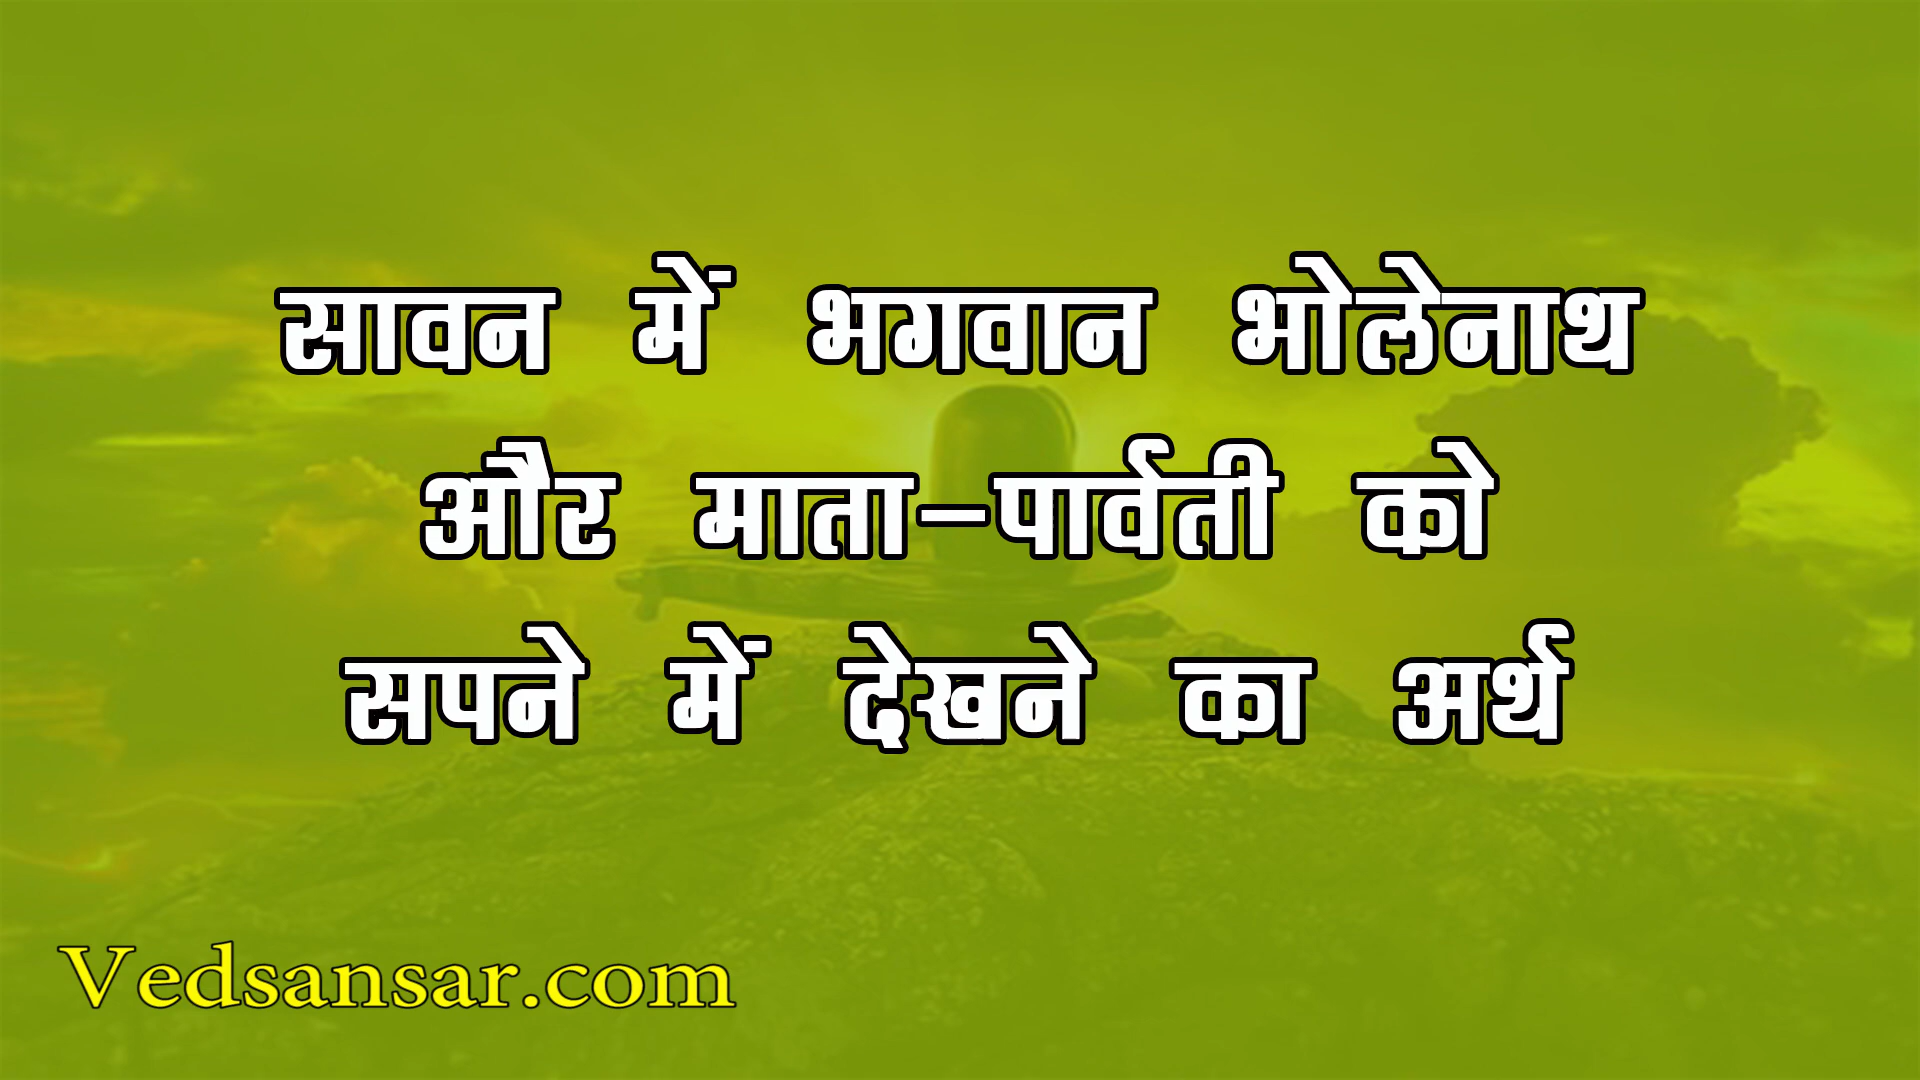 सावन में भगवान भोलेनाथ
और माता-पार्वती को
सपने में देखने का अर्थ
Vedsansar.com